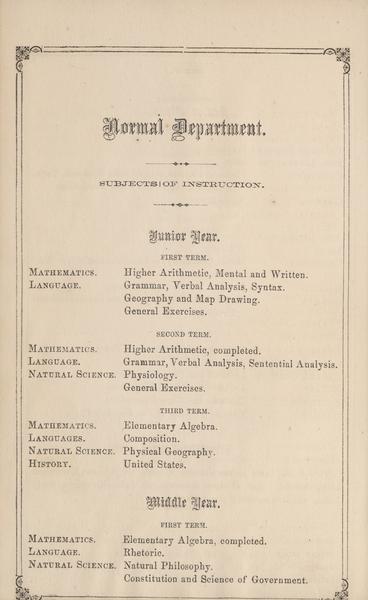 Normal Department.
SUBJECTS OF INSTRUCTION.
Junior Year.
FIRST TERM.
MATHEMATICS. Higher Arithmetic, Mental and Written.
LANGUAGE. Grammar, Verbal Analysis, Syntax.
Geography and Map Drawing.
General Exercises.
SECOND TERM.
MATHEMATICS. Higher Arithmetic, completed.
LANGUAGE. Grammar, Verbal Analysis, Sentential Analysis.
NATURAL SCIENCE. Physiology.
General Exercises.
THIRD TERM.
MATHEMATICS. Elementary Algebra.
LANGUAGES. Composition.
NATURAL SCIENCE. Physical Geography.
HISTORY. United States.
Middle Year.
FIRST TERM.
MATHEMATICS. Elementary Algebra, completed.
LANGUAGE. Rhetoric.
NATURAL SCIENCE. Natural Philosophy.
Constitution and Science of Government.